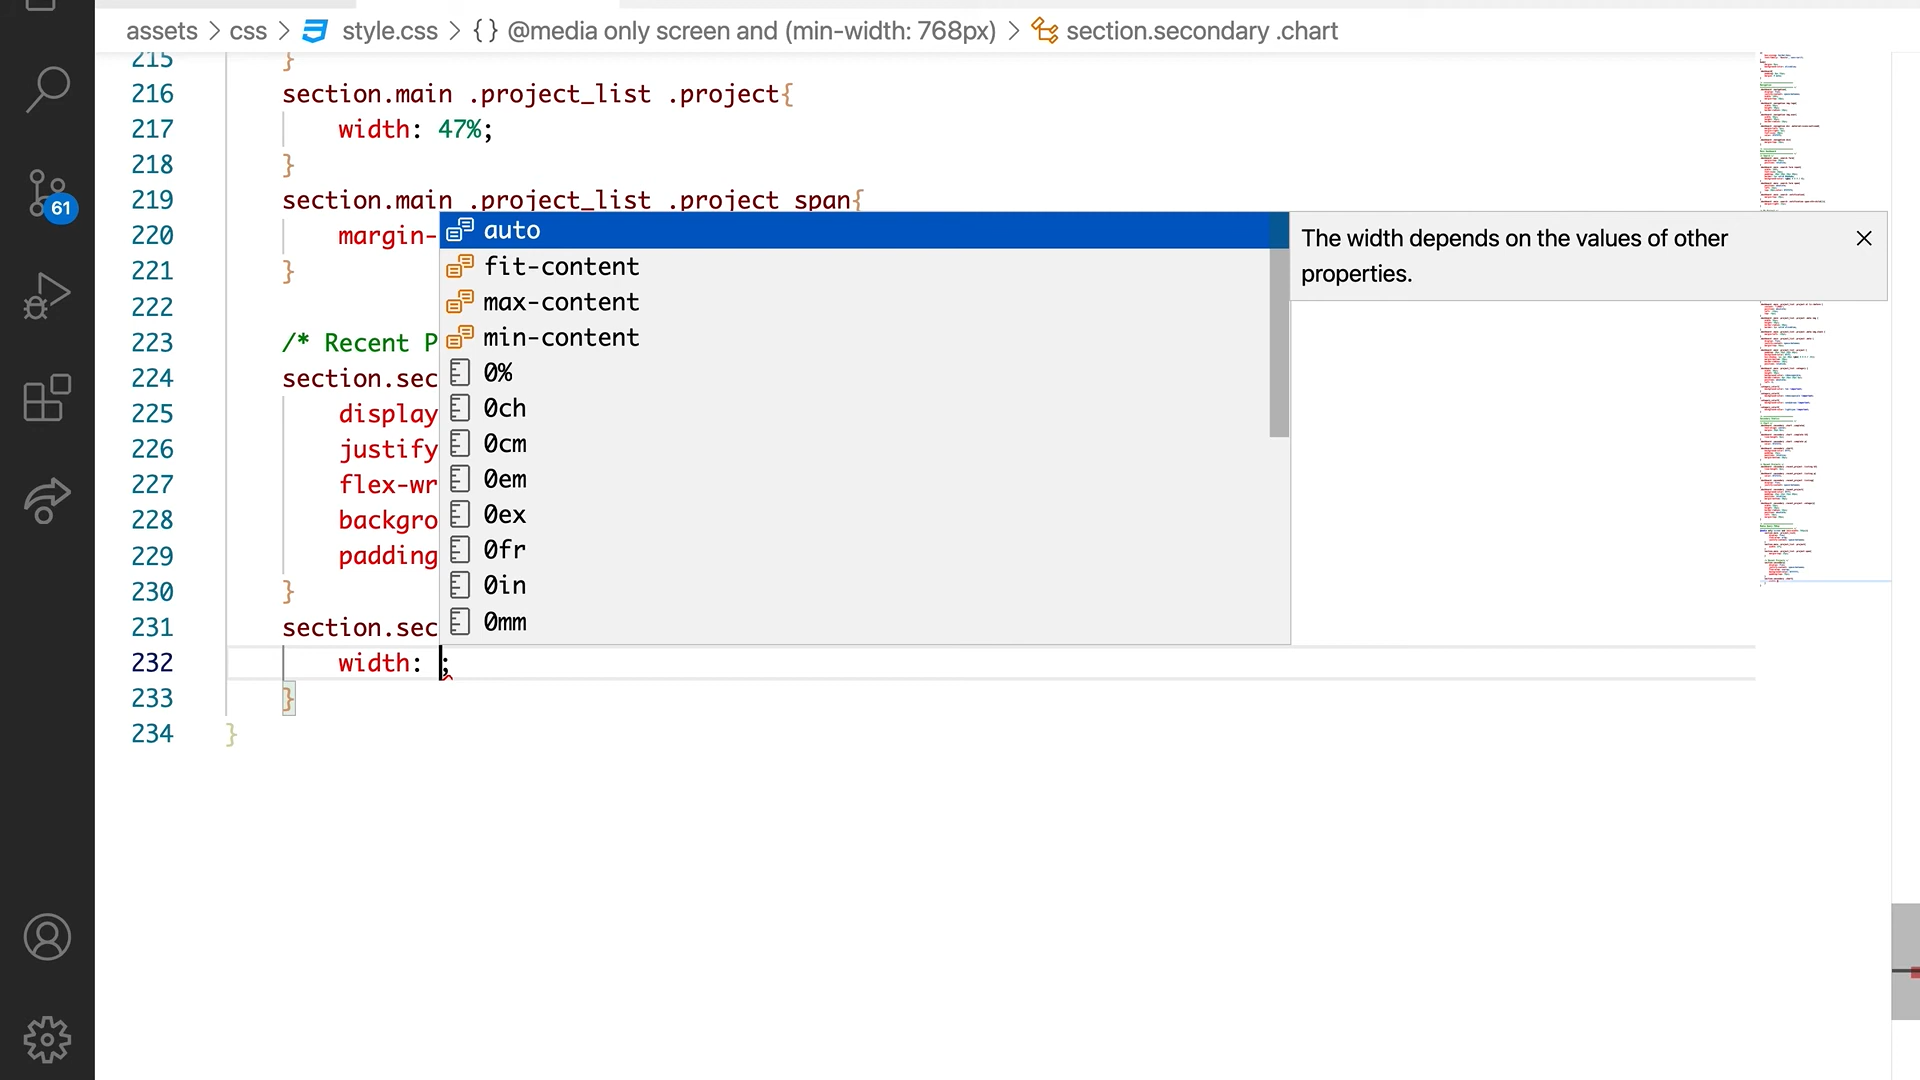 assets > css > style.css > {} @media only screen and (min-width: 768px) > section.secondary .chart
215 }
216 section.main .project_list .project{
217 width: 47%;
218 }
219 section.main .project_list .project span{
220 margin-
221 }
222
223 /* Recent P
224 section.sec
225 display
226 justify
227 flex-wr
228 backgro
229 padding
230 }
231 section.sec
232 width: ;
233 }
234 }
auto
fit-content
max-content
min-content
0%
0ch
0cm
0em
0ex
0fr
0in
0mm
The width depends on the values of other
properties.
61